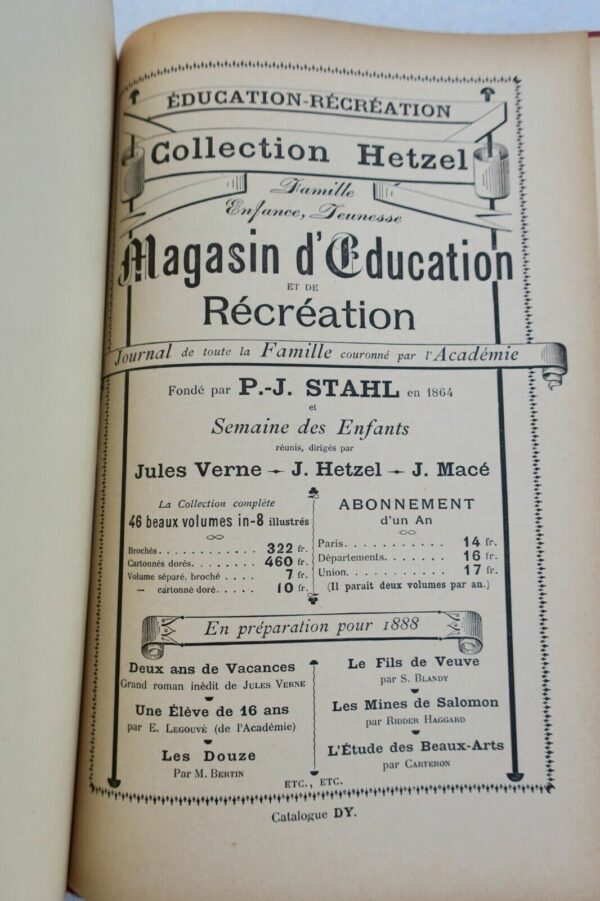 ÉDUCATION-RÉCRÉATION
Collection Hetzel
Famille
Enfance, Jeunesse
Magasin d'Education
ET DE
Récréation
Journal de toute la Famille couronné par l'Académie
Fondé par P.-J. STAHL en 1864
et
Semaine des Enfants
réunis, dirigés par
Jules Verne - J. Hetzel - J. Macé
La Collection complète
46 beaux volumes in-8 illustrés
Brochés . . . . . . . . . . . . 322 fr.
Cartonnés dorés. . . . . . . . . 460 fr.
Volume séparé, broché . . . . 7 fr.
— cartonné doré. . . . . 10 fr.
ABONNEMENT
d'un An
Paris. . . . . . . . . . . . 14 fr.
Départements. . . . . . . . 16 fr.
Union. . . . . . . . . . . . 17 fr.
(Il paraît deux volumes par an.)
En préparation pour 1888
Deux ans de Vacances
Grand roman inédit de JULES VERNE
Une Élève de 16 ans
par E. LEGOUVÉ (de l'Académie)
Les Douze
Par M. BERTIN
Le Fils de Veuve
par S. BLANDY
Les Mines de Salomon
par RIDDER HAGGARD
L'Étude des Beaux-Arts
par CARTERON
ETC., ETC.
Catalogue DY.